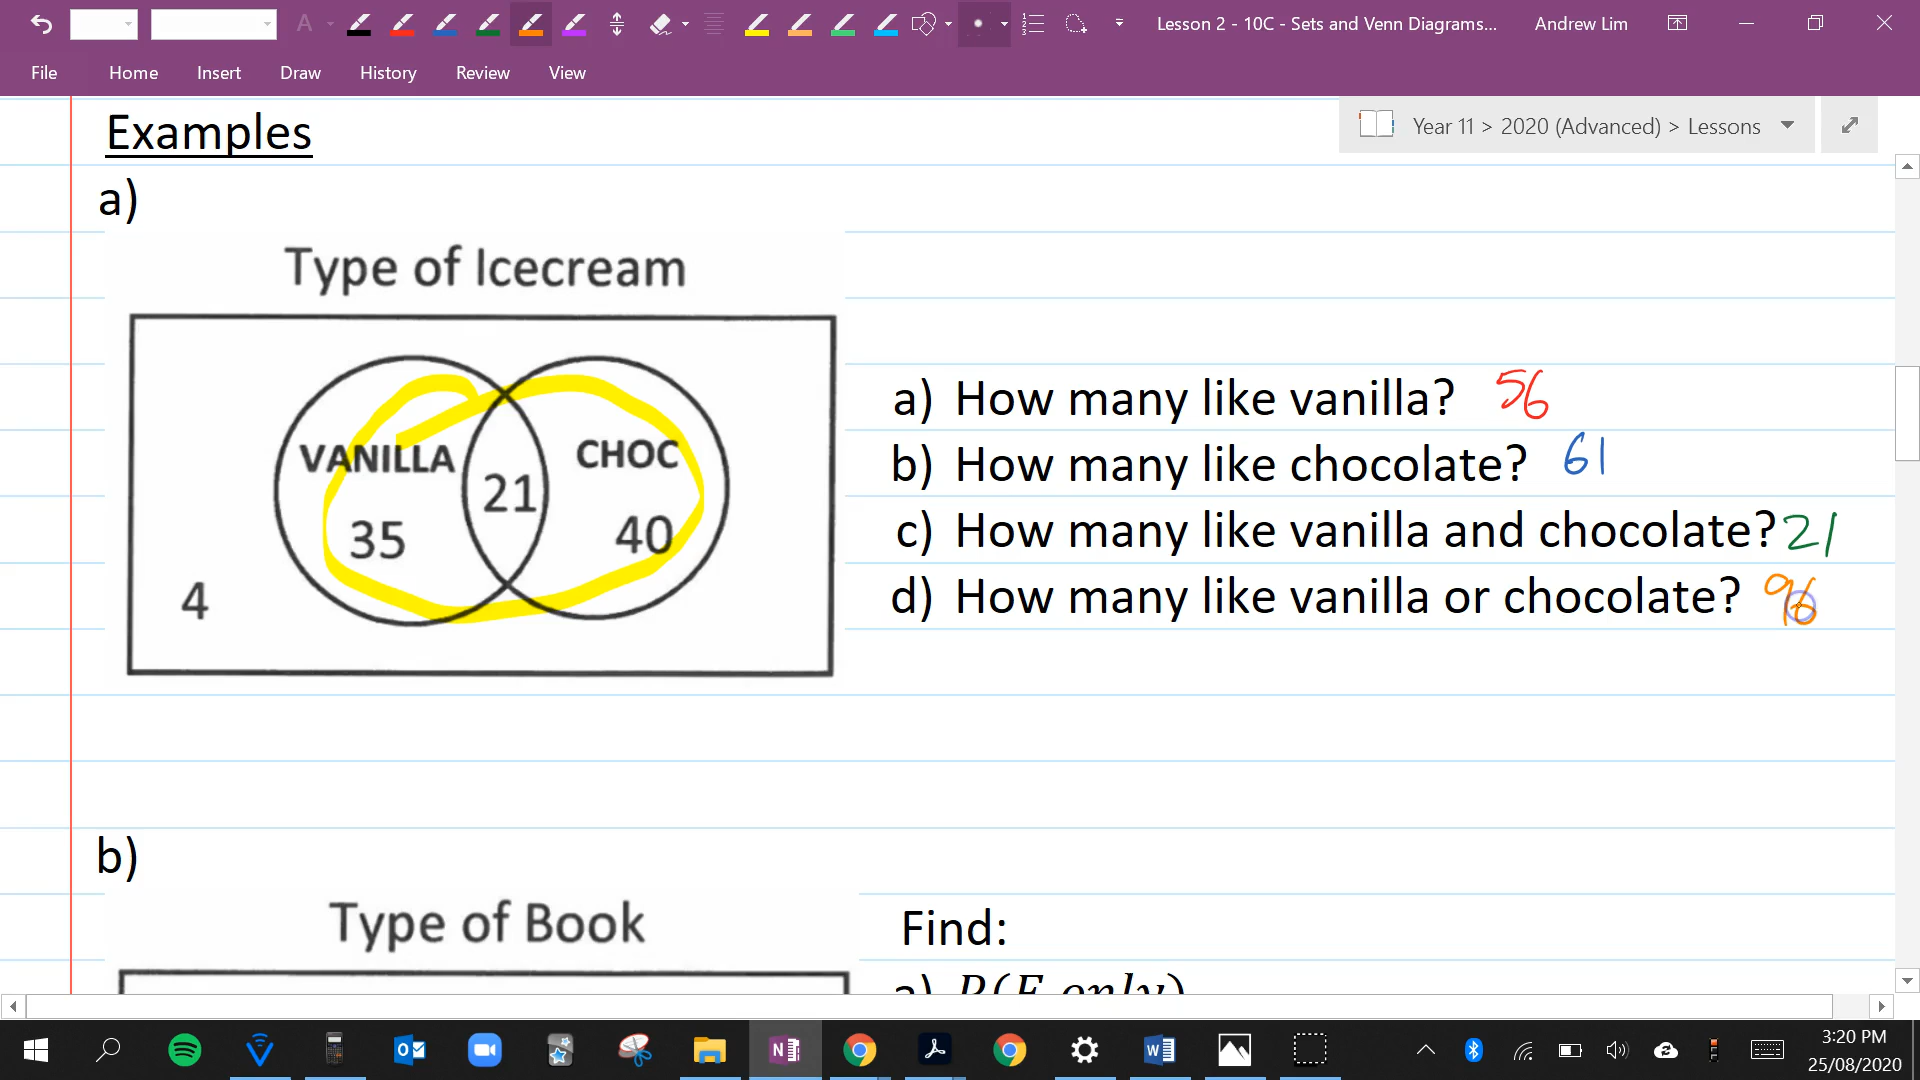 Lesson 2 - 10C - Sets and Venn Diagrams...
Andrew Lim
File
Home
Insert
Draw
History
Review
View
Examples
Year 11 > 2020 (Advanced) > Lessons
a)
Type of Icecream
VANILLA
CHOC
21
35
40
4
a) How many like vanilla? 56
b) How many like chocolate? 61
c) How many like vanilla and chocolate? 21
d) How many like vanilla or chocolate? 96
b)
Type of Book
Find:
a) P(F only)
3:20 PM
25/08/2020